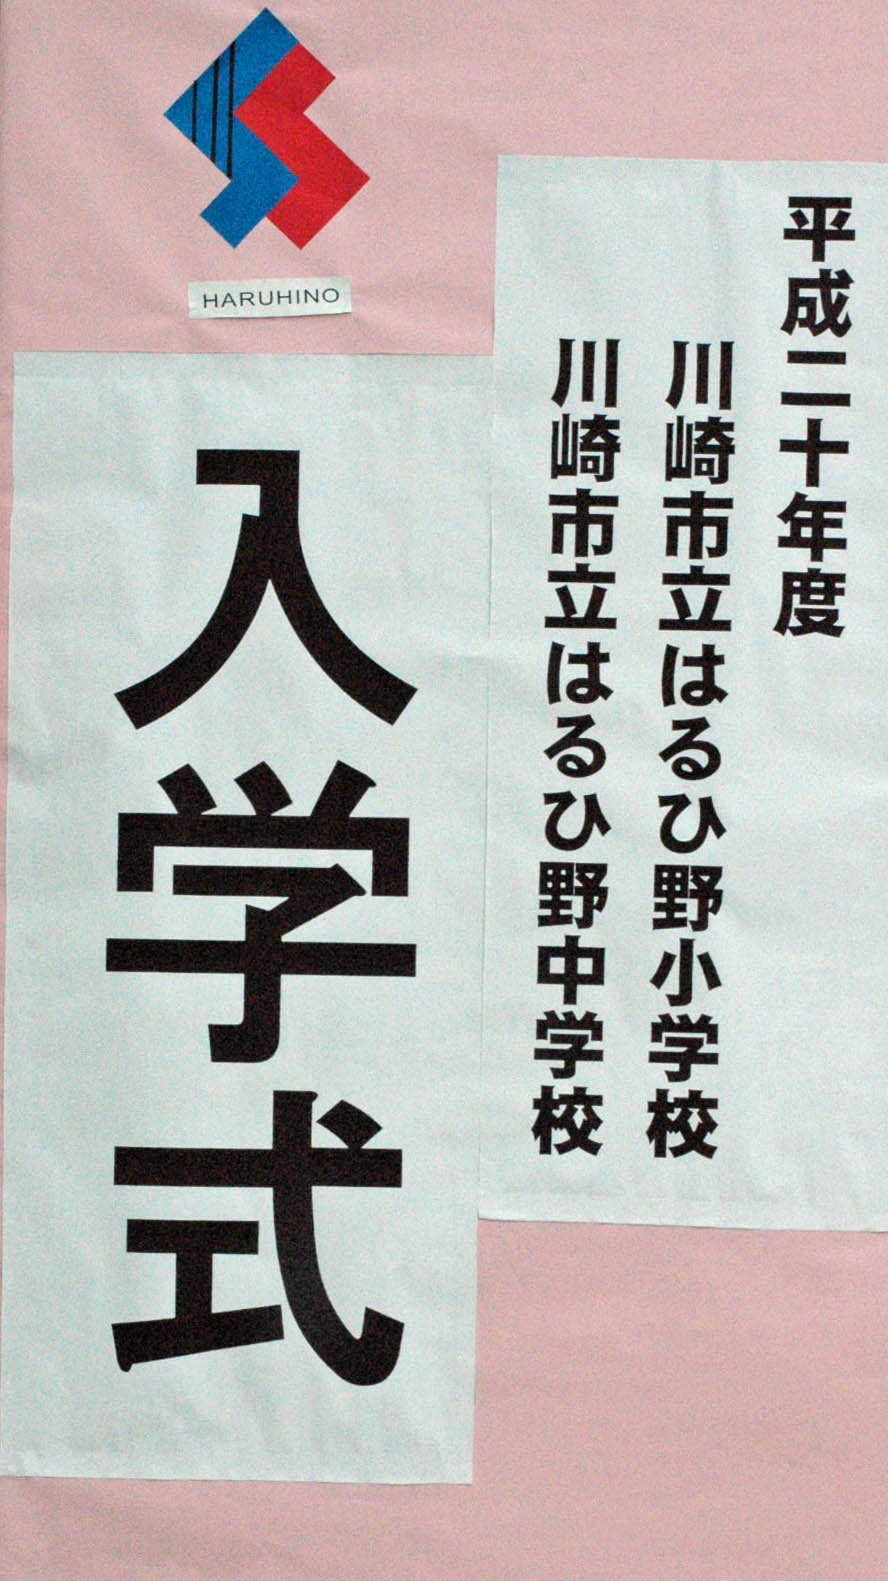 HARUHINO
平成二十年度
川崎市立はるひ野小学校
川崎市立はるひ野中学校
入学式